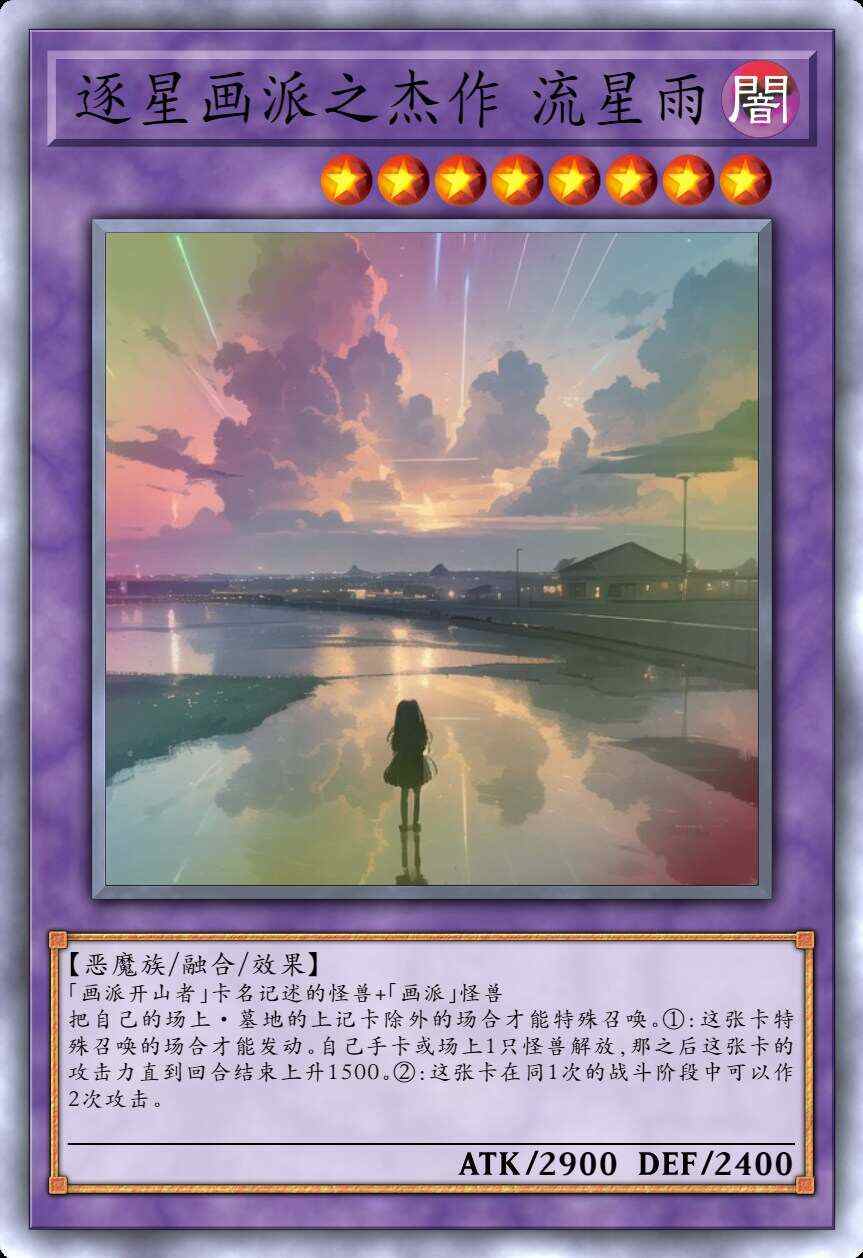 逐星画派之杰作 流星雨 闇
【恶魔族/融合/效果】
「画派开山者」卡名记述的怪兽+「画派」怪兽
把自己的场上・墓地的上记卡除外的场合才能特殊召唤。①:这张卡特
殊召唤的场合才能发动。自己手卡或场上1只怪兽解放,那之后这张卡的
攻击力直到回合结束上升1500。②:这张卡在同1次的战斗阶段中可以作
2次攻击。
ATK/2900 DEF/2400